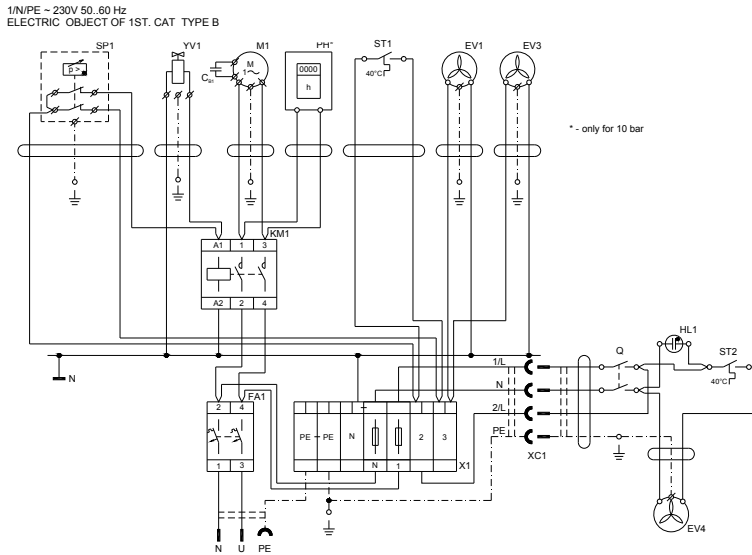 1/N/PE ~ 230V 50..60 Hz
ELECTRIC OBJECT OF 1ST. CAT TYPE B
SP1
YV1
M1
PH*
ST1
EV1
EV3
p >
CB1
M
1 ~
0000
h
40°C
* - only for 10 bar
KM1
A1 1 3
A2 2 4
N
1/L
N
2/L
PE
XC1
Q
HL1
ST2
40°C
EV4
FA1
2 4
1 3
PE PE N 2 3
N 1
X1
N U PE